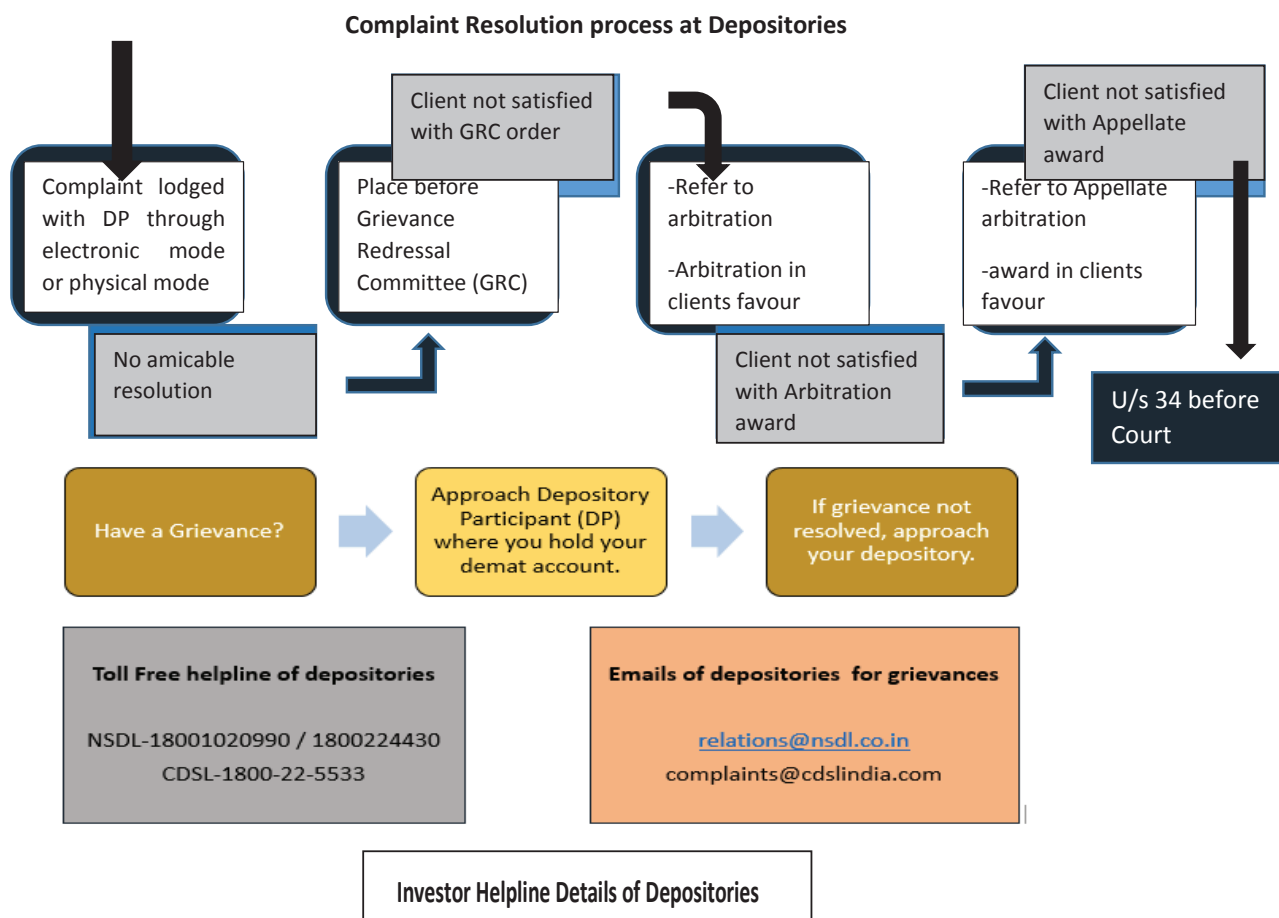 Complaint Resolution process at Depositories
Complaint lodged
with DP through
electronic mode
or physical mode
No amicable
resolution
Place before
Grievance
Redressal
Committee (GRC)
Client not satisfied
with GRC order
-Refer to
arbitration
-Arbitration in
clients favour
Client not satisfied
with Arbitration
award
-Refer to Appellate
arbitration
-award in clients
favour
Client not satisfied
with Appellate
award
U/s 34 before
Court
Have a Grievance?
Approach Depository
Participant (DP)
where you hold your
demat account.
If grievance not
resolved, approach
your depository.
Toll Free helpline of depositories
NSDL-18001020990 / 1800224430
CDSL-1800-22-5533
Emails of depositories for grievances
relations@nsdl.co.in
complaints@cdslindia.com
Investor Helpline Details of Depositories